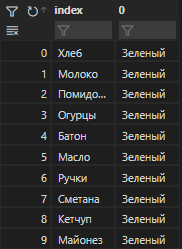 index 0
0 Хлеб Зеленый
1 Молоко Зеленый
2 Помидо... Зеленый
3 Огурцы Зеленый
4 Батон Зеленый
5 Масло Зеленый
6 Ручки Зеленый
7 Сметана Зеленый
8 Кетчуп Зеленый
9 Майонез Зеленый